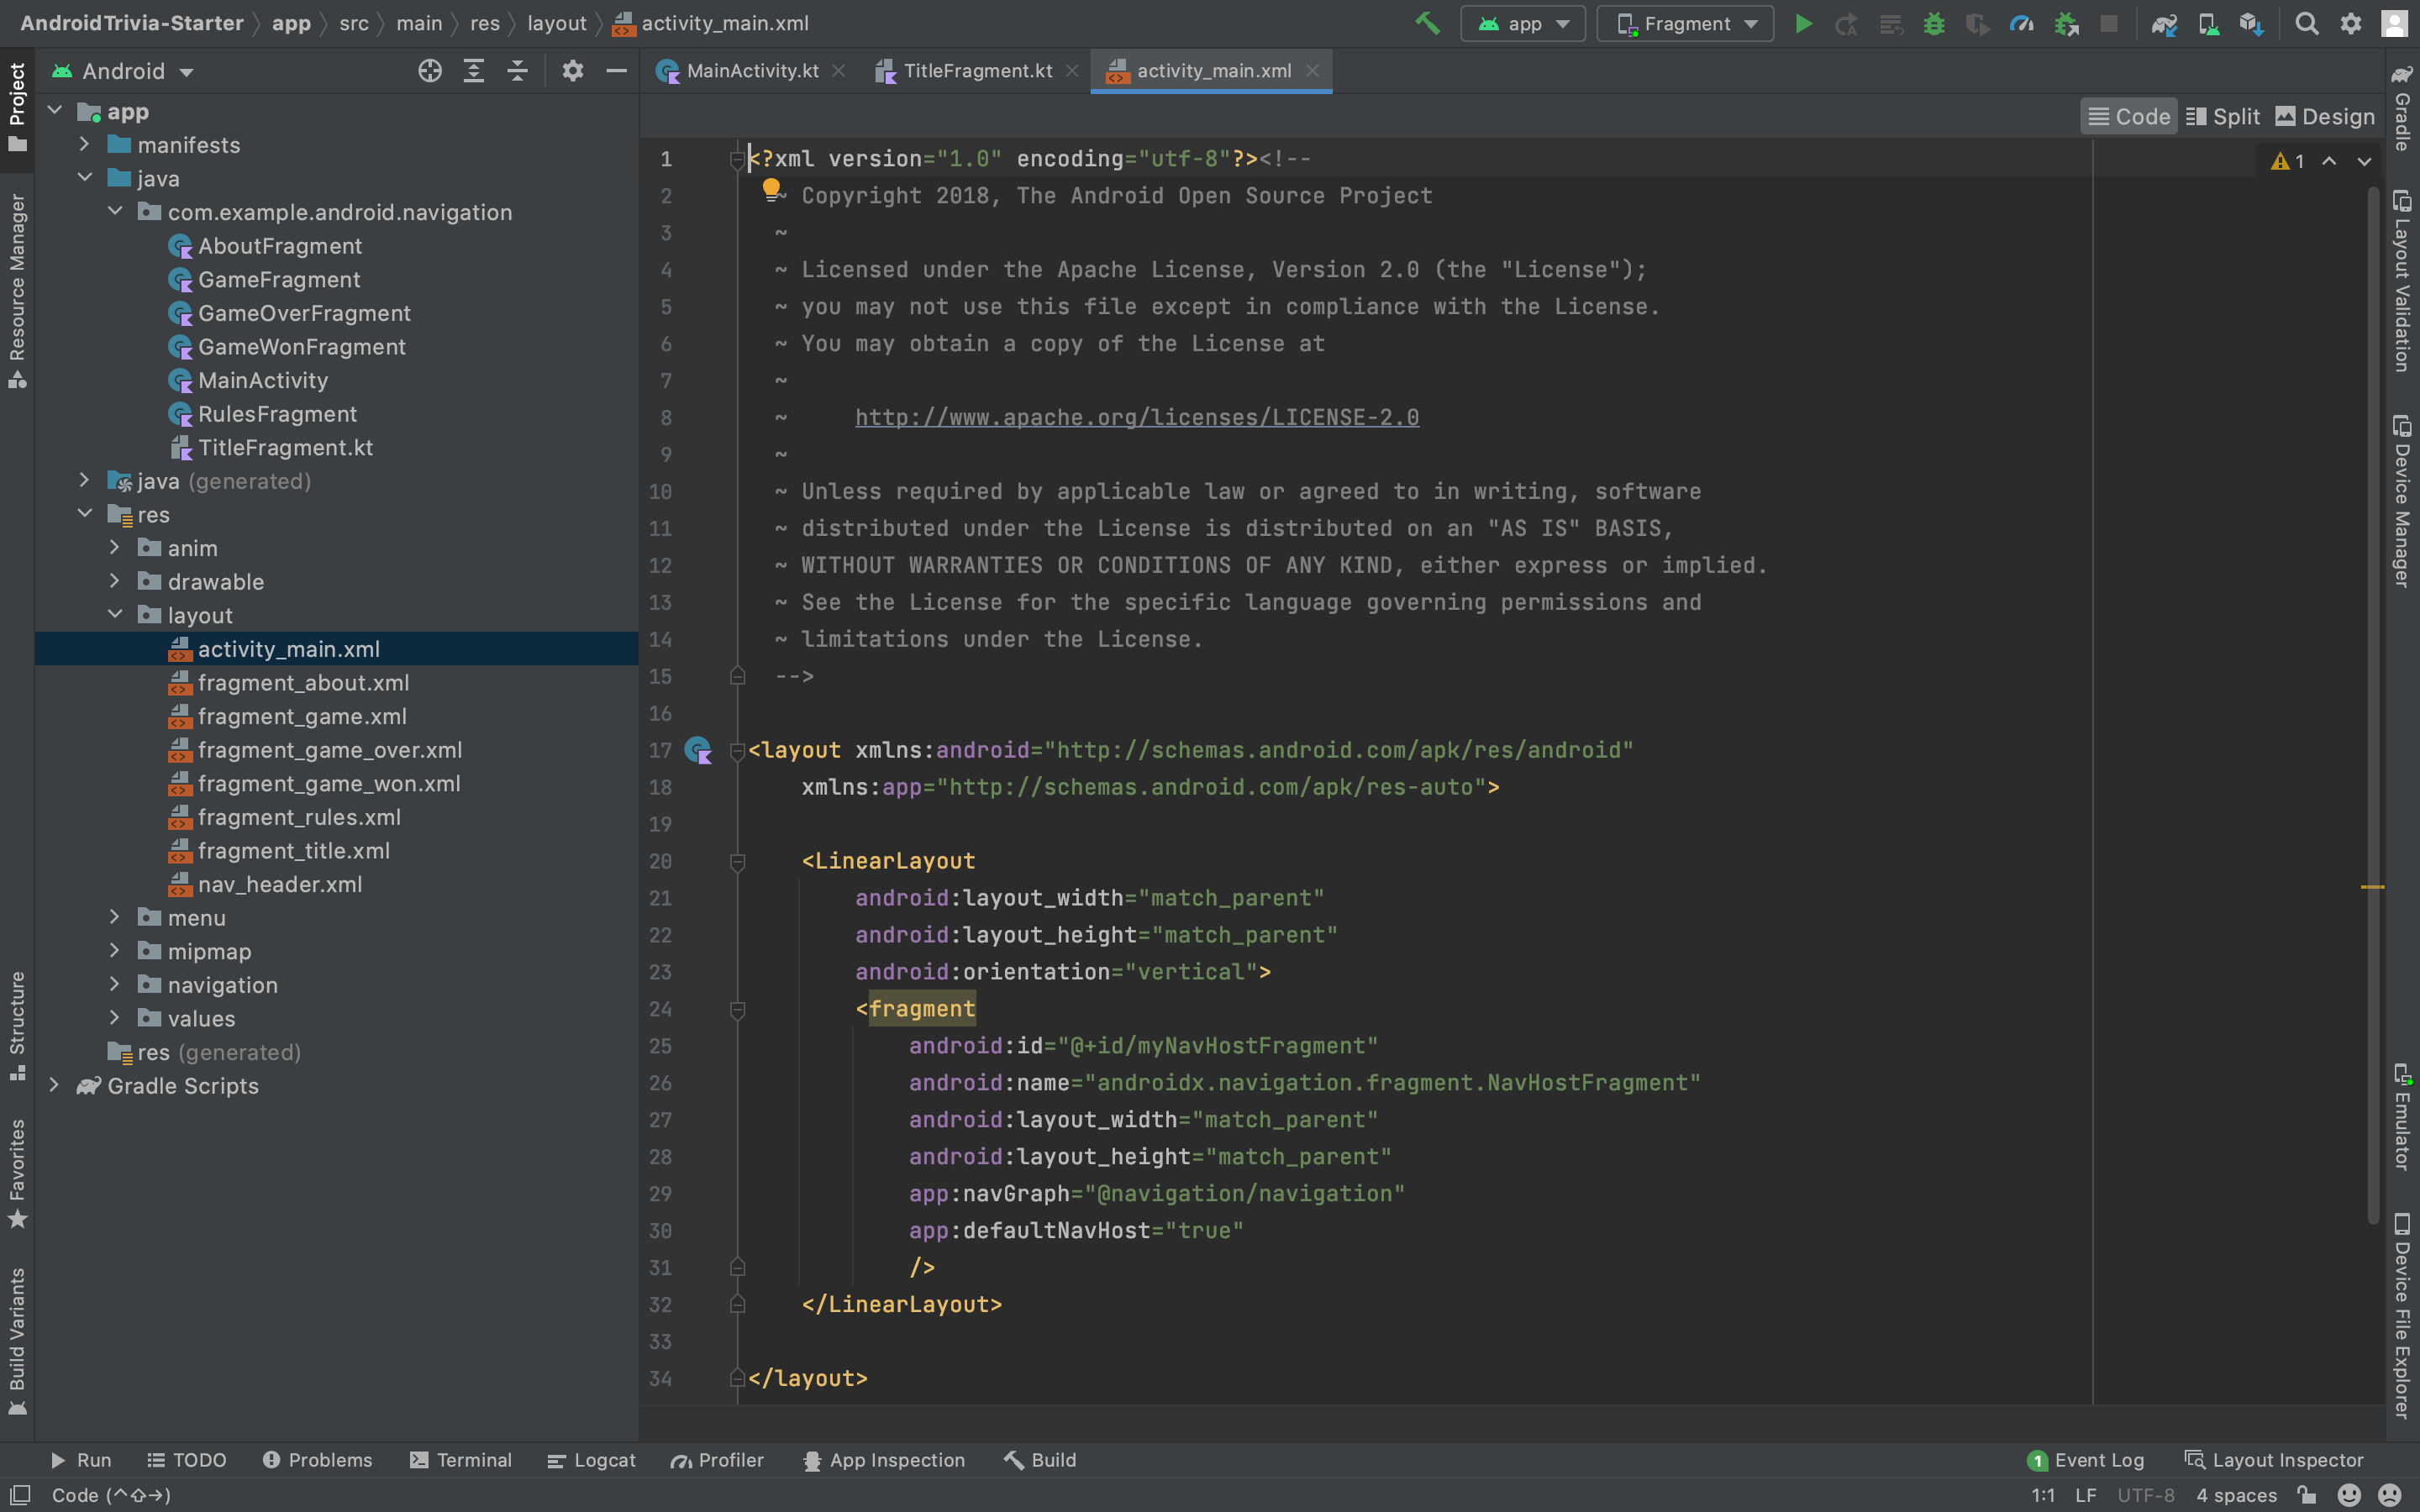 AndroidTrivia-Starter app src main res layout activity_main.xml
app Fragment
Android
MainActivity.kt TitleFragment.kt activity_main.xml
Code Split Design
Project
Resource Manager
Structure
Favorites
Build Variants
app
manifests
java
com.example.android.navigation
AboutFragment
GameFragment
GameOverFragment
GameWonFragment
MainActivity
RulesFragment
TitleFragment.kt
java (generated)
res
anim
drawable
layout
activity_main.xml
fragment_about.xml
fragment_game.xml
fragment_game_over.xml
fragment_game_won.xml
fragment_rules.xml
fragment_title.xml
nav_header.xml
menu
mipmap
navigation
values
res (generated)
Gradle Scripts
1 <?xml version="1.0" encoding="utf-8"?><!--
2 ~ Copyright 2018, The Android Open Source Project
3 ~
4 ~ Licensed under the Apache License, Version 2.0 (the "License");
5 ~ you may not use this file except in compliance with the License.
6 ~ You may obtain a copy of the License at
7 ~
8 ~ http://www.apache.org/licenses/LICENSE-2.0
9 ~
10 ~ Unless required by applicable law or agreed to in writing, software
11 ~ distributed under the License is distributed on an "AS IS" BASIS,
12 ~ WITHOUT WARRANTIES OR CONDITIONS OF ANY KIND, either express or implied.
13 ~ See the License for the specific language governing permissions and
14 ~ limitations under the License.
15 -->
16
17 <layout xmlns:android="http://schemas.android.com/apk/res/android"
18 xmlns:app="http://schemas.android.com/apk/res-auto">
19
20 <LinearLayout
21 android:layout_width="match_parent"
22 android:layout_height="match_parent"
23 android:orientation="vertical">
24 <fragment
25 android:id="@+id/myNavHostFragment"
26 android:name="androidx.navigation.fragment.NavHostFragment"
27 android:layout_width="match_parent"
28 android:layout_height="match_parent"
29 app:navGraph="@navigation/navigation"
30 app:defaultNavHost="true"
31 />
32 </LinearLayout>
33
34 </layout>
1
Gradle
Layout Validation
Device Manager
Emulator
Device File Explorer
Run TODO Problems Terminal Logcat Profiler App Inspection Build 1 Event Log Layout Inspector
Code (^⇧→) 1:1 LF UTF-8 4 spaces